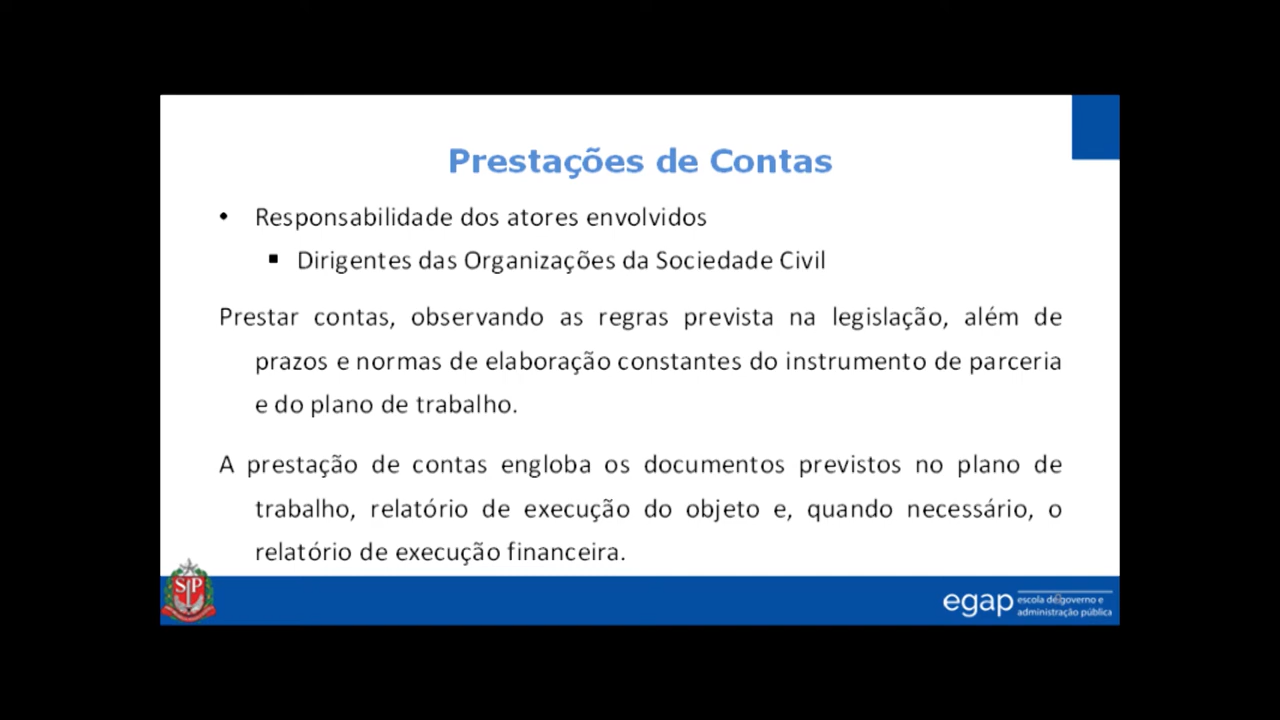 Prestações de Contas
• Responsabilidade dos atores envolvidos
▪ Dirigentes das Organizações da Sociedade Civil
Prestar contas, observando as regras prevista na legislação, além de
prazos e normas de elaboração constantes do instrumento de parceria
e do plano de trabalho.
A prestação de contas engloba os documentos previstos no plano de
trabalho, relatório de execução do objeto e, quando necessário, o
relatório de execução financeira.
SP
egap
escola de governo e
administração pública